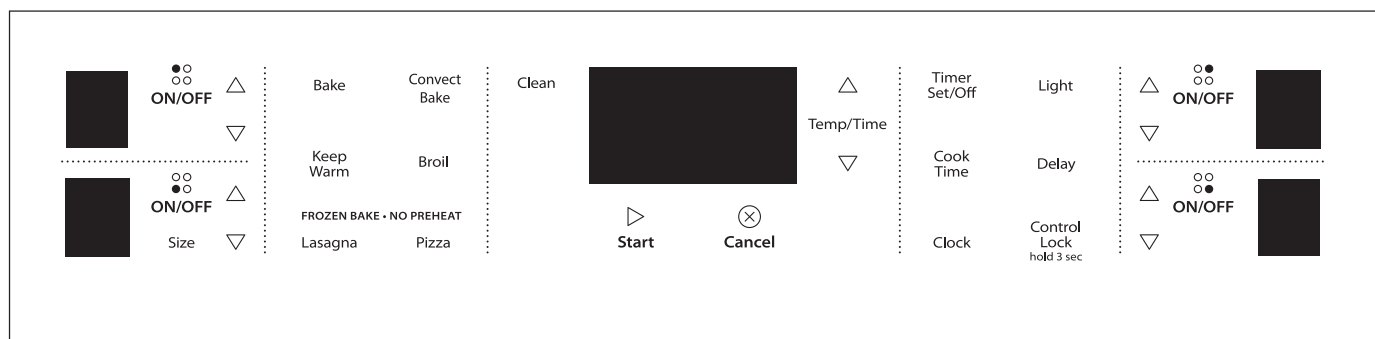 ON/OFF
ON/OFF
Size
Bake
Convect
Bake
Keep
Warm
Broil
FROZEN BAKE • NO PREHEAT
Lasagna
Pizza
Clean
Start
Cancel
Temp/Time
Timer
Set/Off
Light
Cook
Time
Delay
Clock
Control
Lock
hold 3 sec
ON/OFF
ON/OFF